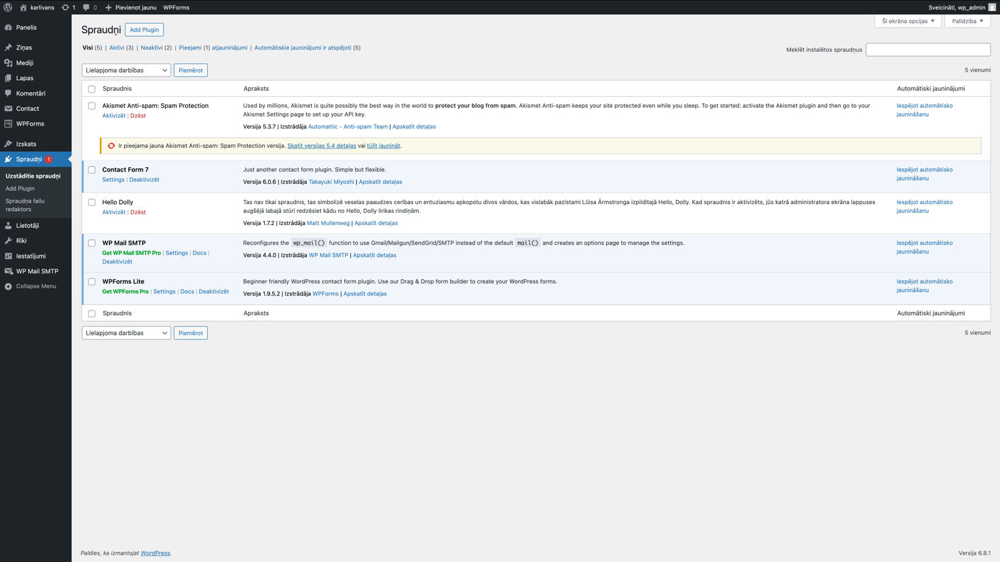 karlivans 1 0 Pievienot jaunu WPForms Sveicināti, wp_admin
Panelis
Ziņas
Mediji
Lapas
Komentāri
Contact
WPForms
Izskats
Spraudņi 1
Uzstādītie spraudņi
Add Plugin
Spraudņa failu
redaktors
Lietotāji
Rīki
Iestatījumi
WP Mail SMTP
Collapse Menu
Šī ekrāna opcijas Palīdzība
Spraudņi Add Plugin
Visi (5) | Aktīvi (3) | Neaktīvi (2) | Pieejami (1) atjauninājumi | Automātiskie jauninājumi ir atspējoti (5)
Meklēt instalētos spraudņus
Lielapjoma darbības Piemērot 5 vienumi
Spraudnis Apraksts Automātiski jauninājumi
Akismet Anti-spam: Spam Protection
Aktivizēt | Dzēst
Used by millions, Akismet is quite possibly the best way in the world to protect your blog from spam. Akismet Anti-spam keeps your site protected even while you sleep. To get started: activate the Akismet plugin and then go to your
Akismet Settings page to set up your API key.
Versija 5.3.7 | Izstrādāja Automattic - Anti-spam Team | Apskatīt detaļas
Iespējot automātisko
jaunināšanu
Ir pieejama jauna Akismet Anti-spam: Spam Protection versija. Skatīt versijas 5.4 detaļas vai tūlīt jaunināt.
Contact Form 7
Settings | Deaktivizēt
Just another contact form plugin. Simple but flexible.
Versija 6.0.6 | Izstrādāja Takayuki Miyoshi | Apskatīt detaļas
Iespējot automātisko
jaunināšanu
Hello Dolly
Aktivizēt | Dzēst
Tas nav tikai spraudnis, tas simbolizē veselas paaudzes cerības un entuziasmu apkopotu divos vārdos, kas vislabāk pazīstami Lūisa Ārmstronga izpildītajā Hello, Dolly. Kad spraudnis ir aktivizēts, jūs katrā administratora ekrāna lappuses
augšējā labajā stūrī redzēsiet kādu no Hello, Dolly lirikas rindiņām.
Versija 1.7.2 | Izstrādāja Matt Mullenweg | Apskatīt detaļas
Iespējot automātisko
jaunināšanu
WP Mail SMTP
Get WP Mail SMTP Pro | Settings | Docs |
Deaktivizēt
Reconfigures the wp_mail() function to use Gmail/Mailgun/SendGrid/SMTP instead of the default mail() and creates an options page to manage the settings.
Versija 4.4.0 | Izstrādāja WP Mail SMTP | Apskatīt detaļas
Iespējot automātisko
jaunināšanu
WPForms Lite
Get WPForms Pro | Settings | Docs | Deaktivizēt
Beginner friendly WordPress contact form plugin. Use our Drag & Drop form builder to create your WordPress forms.
Versija 1.9.5.2 | Izstrādāja WPForms | Apskatīt detaļas
Iespējot automātisko
jaunināšanu
Spraudnis Apraksts Automātiski jauninājumi
Lielapjoma darbības Piemērot 5 vienumi
Paldies, ka izmantojat WordPress. Versija 6.8.1